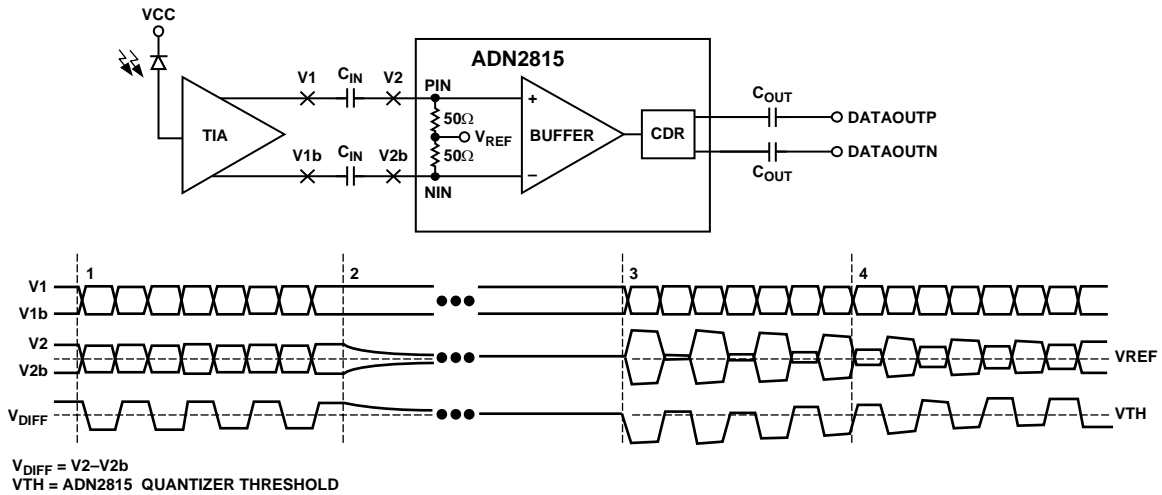 VCC
ADN2815
V1 CIN V2 PIN
COUT
TIA
50Ω
VREF
50Ω
+
BUFFER
−
CDR
DATAOUTP
DATAOUTN
V1b CIN V2b NIN
COUT
1 2 3 4
V1
V1b
V2
V2b
VREF
VDIFF
VTH
VDIFF = V2–V2b
VTH = ADN2815 QUANTIZER THRESHOLD